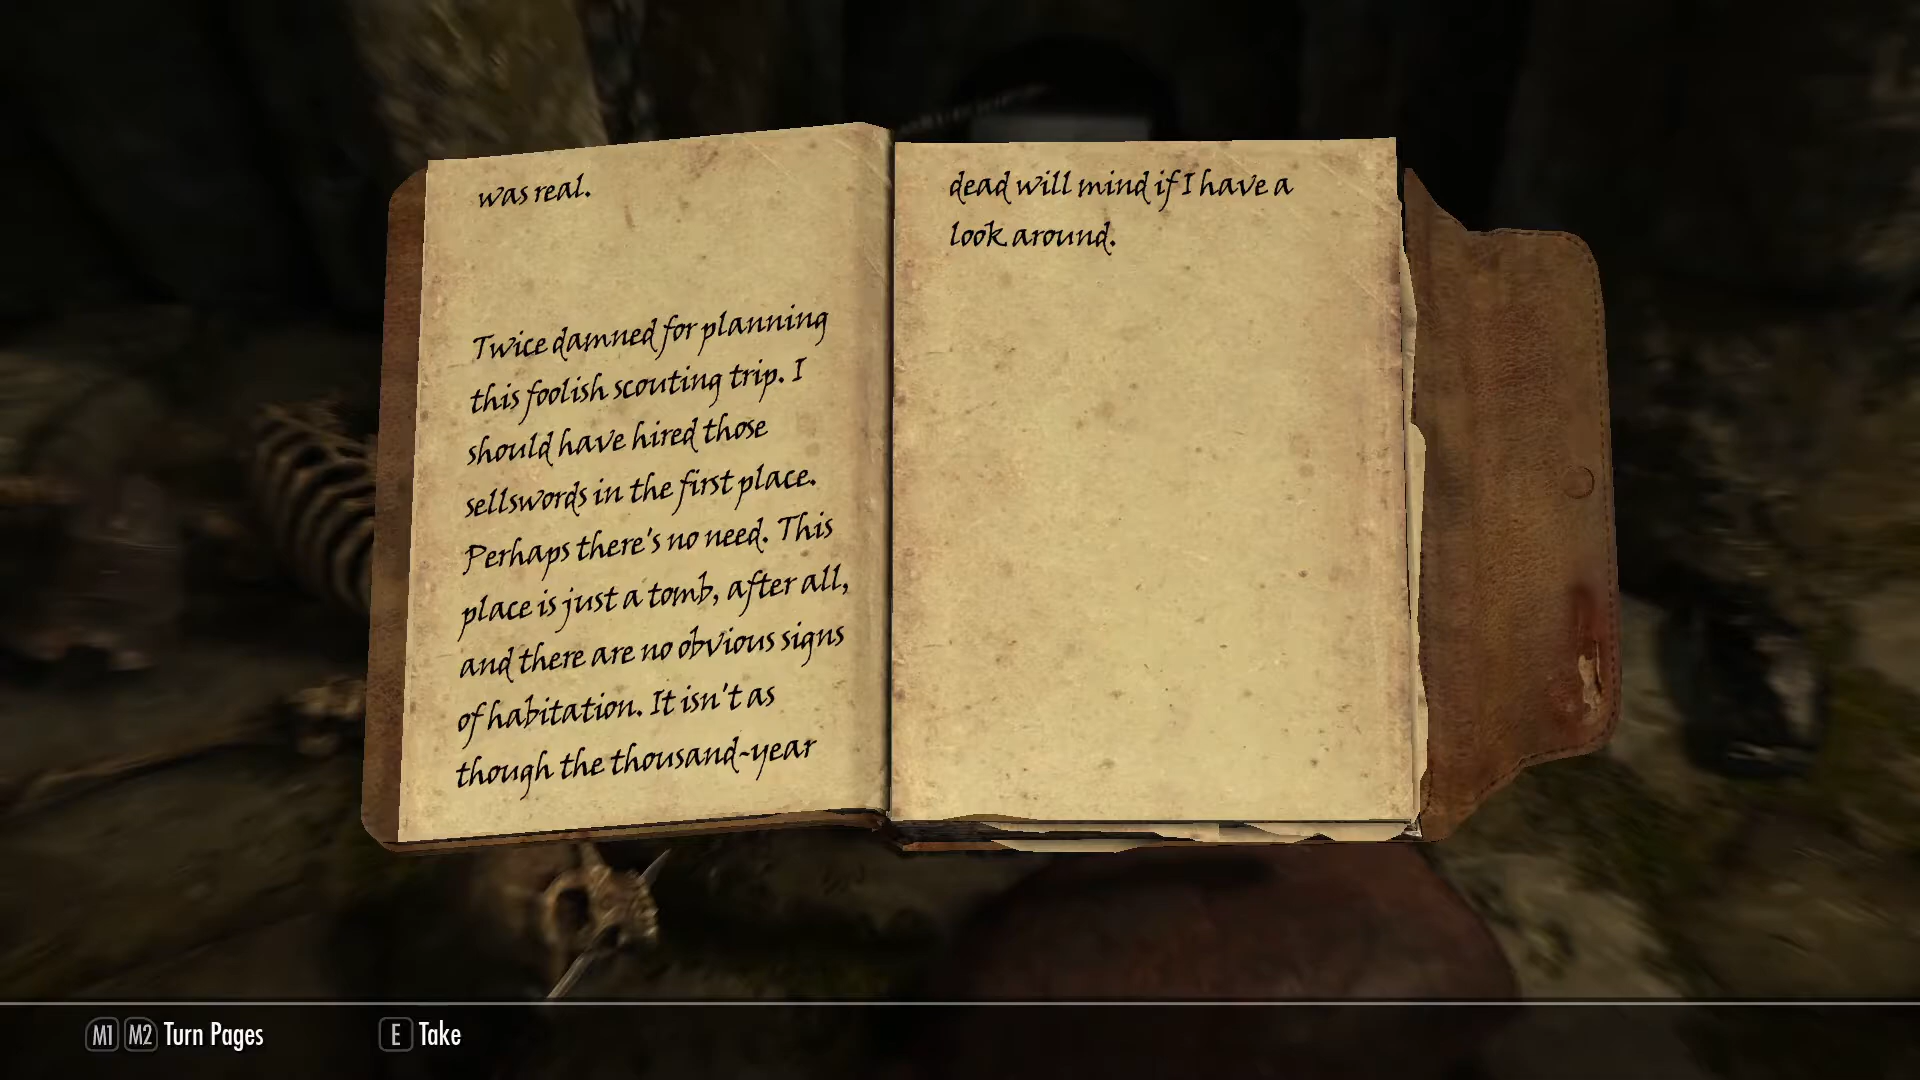 was real.
Twice damned for planning
this foolish scouting trip. I
should have hired those
sellswords in the first place.
Perhaps there's no need. This
place is just a tomb, after all,
and there are no obvious signs
of habitation. It isn't as
though the thousand-year
dead will mind if I have a
look around.
M1 M2 Turn Pages
E Take